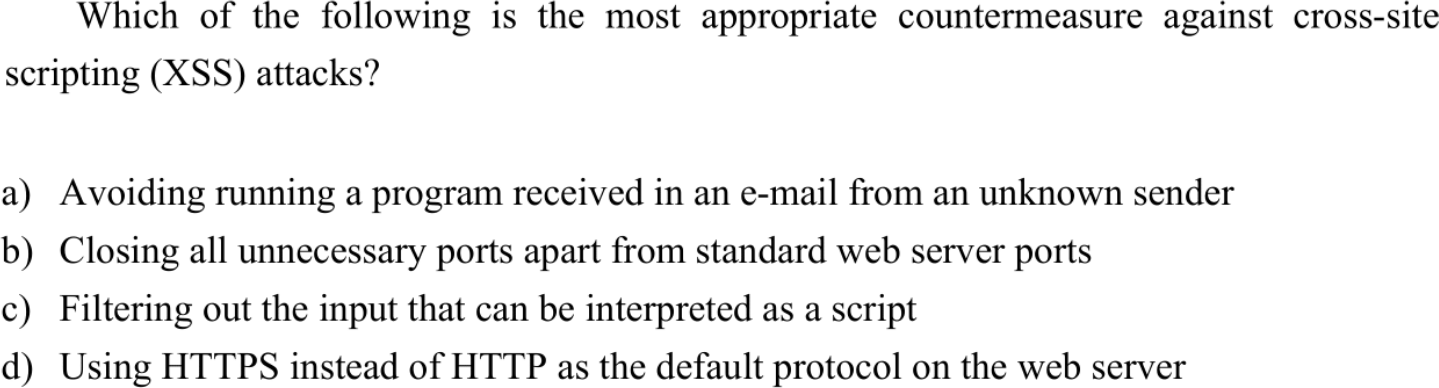 Which of the following is the most appropriate countermeasure against cross-site
scripting (XSS) attacks?
a) Avoiding running a program received in an e-mail from an unknown sender
b) Closing all unnecessary ports apart from standard web server ports
c) Filtering out the input that can be interpreted as a script
d) Using HTTPS instead of HTTP as the default protocol on the web server